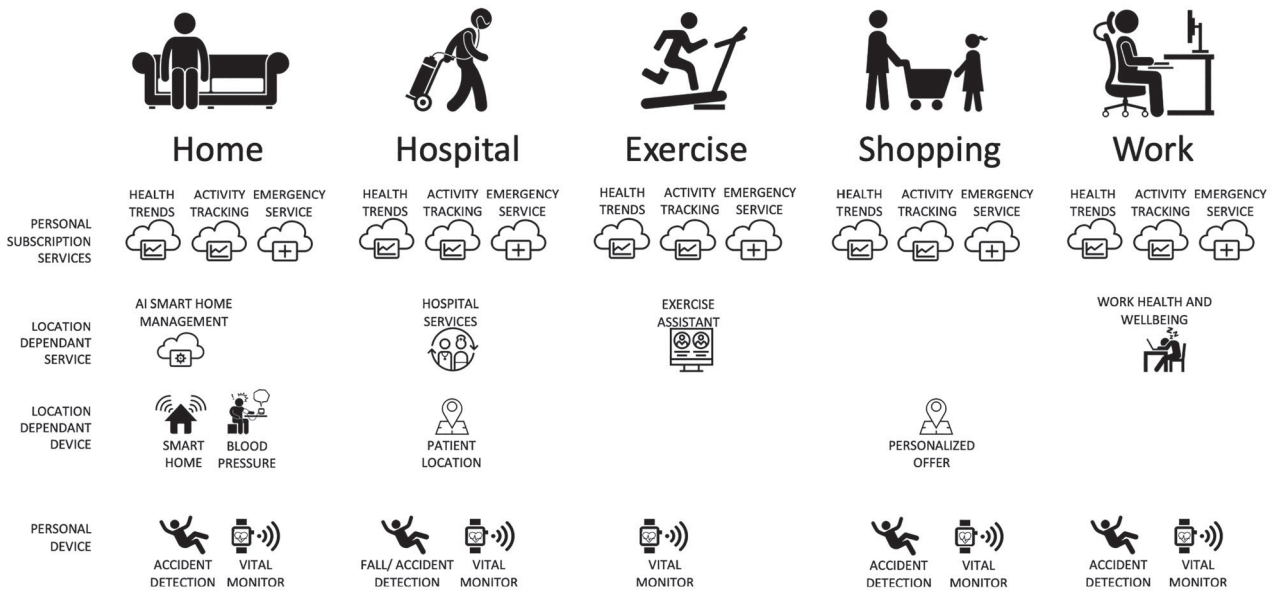 Home
Hospital
Exercise
Shopping
Work
PERSONAL
SUBSCRIPTION
SERVICES
HEALTH
TRENDS
ACTIVITY
TRACKING
EMERGENCY
SERVICE
HEALTH
TRENDS
ACTIVITY
TRACKING
EMERGENCY
SERVICE
HEALTH
TRENDS
ACTIVITY
TRACKING
EMERGENCY
SERVICE
HEALTH
TRENDS
ACTIVITY
TRACKING
EMERGENCY
SERVICE
HEALTH
TRENDS
ACTIVITY
TRACKING
EMERGENCY
SERVICE
LOCATION
DEPENDANT
SERVICE
AI SMART HOME
MANAGEMENT
HOSPITAL
SERVICES
EXERCISE
ASSISTANT
WORK HEALTH AND
WELLBEING
LOCATION
DEPENDANT
DEVICE
SMART
HOME
BLOOD
PRESSURE
PATIENT
LOCATION
PERSONALIZED
OFFER
PERSONAL
DEVICE
ACCIDENT
DETECTION
VITAL
MONITOR
FALL/ ACCIDENT
DETECTION
VITAL
MONITOR
VITAL
MONITOR
ACCIDENT
DETECTION
VITAL
MONITOR
ACCIDENT
DETECTION
VITAL
MONITOR